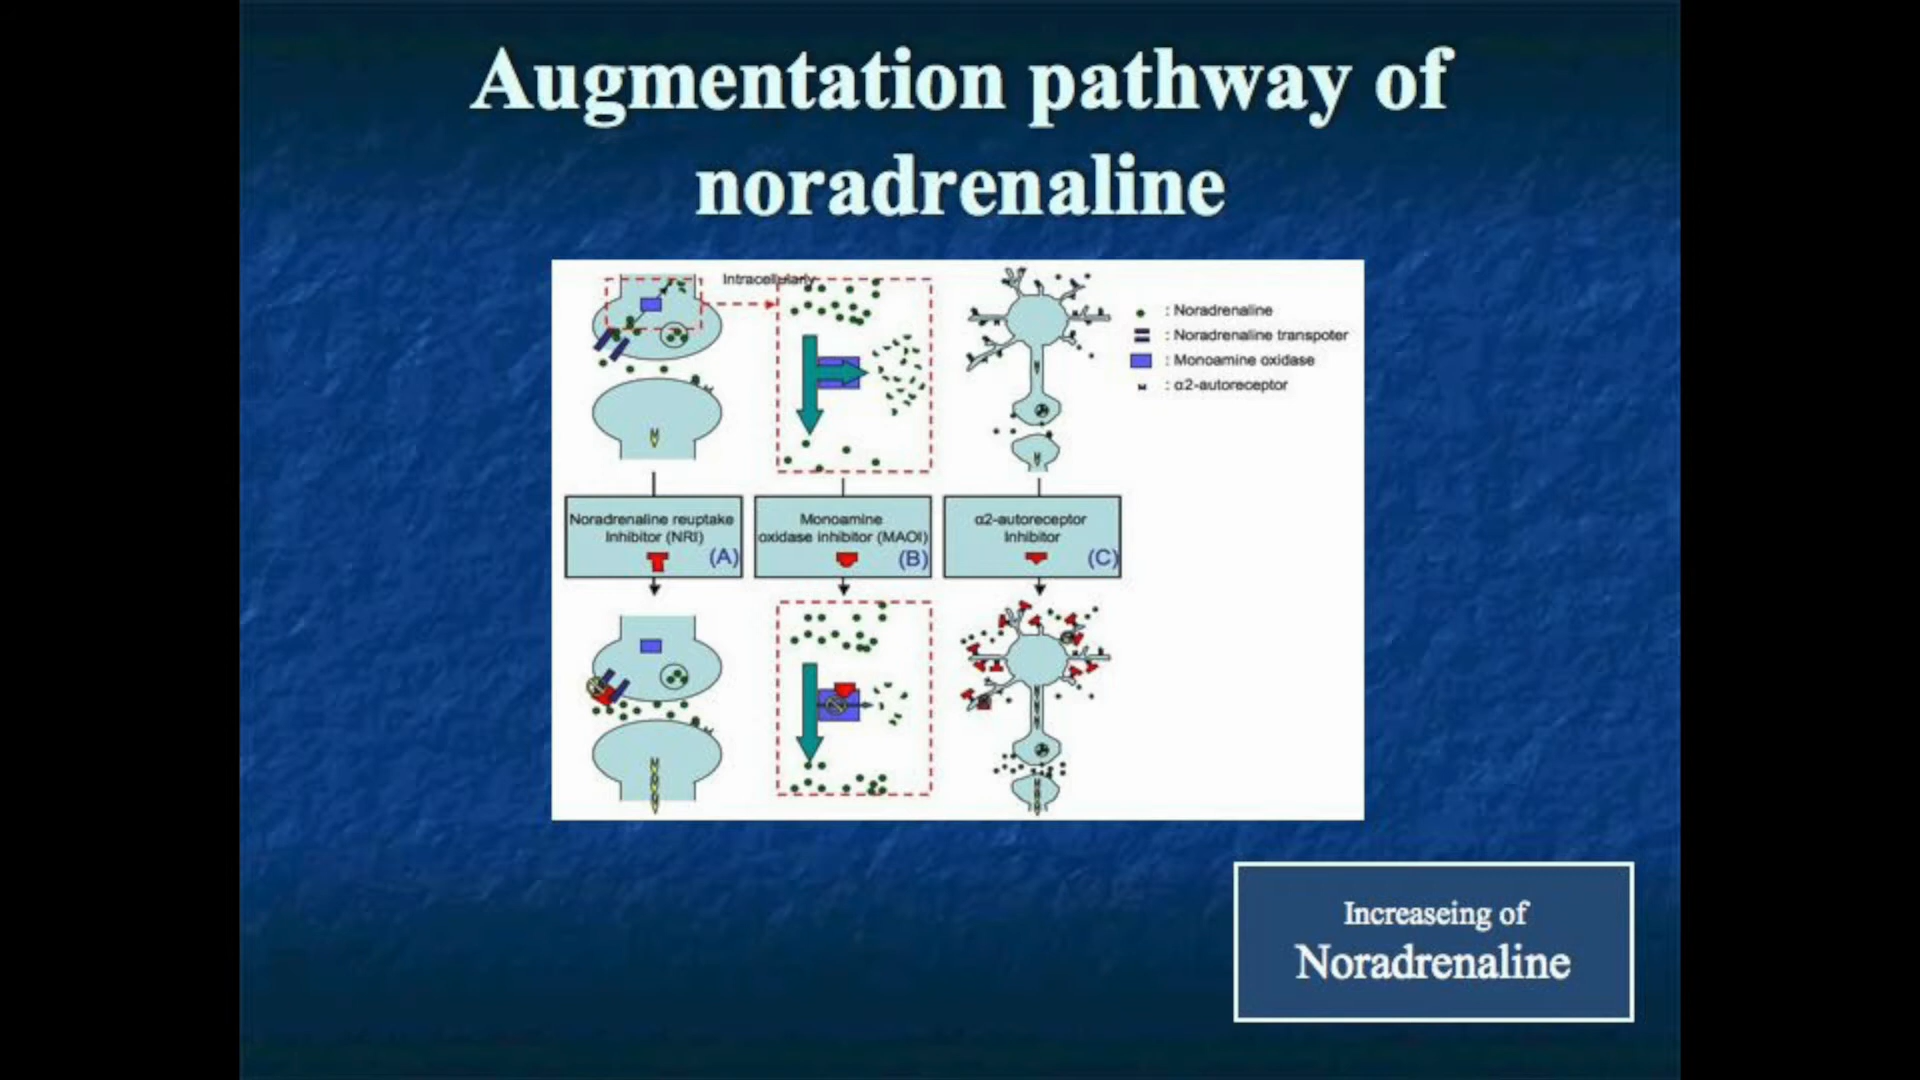 Augmentation pathway of
noradrenaline
Intracellularly
: Noradrenaline
: Noradrenaline transpoter
: Monoamine oxidase
: α2-autoreceptor
Noradrenaline reuptake
Inhibitor (NRI)
(A)
Monoamine
oxidase inhibitor (MAOI)
(B)
α2-autoreceptor
Inhibitor
(C)
Increaseing of
Noradrenaline